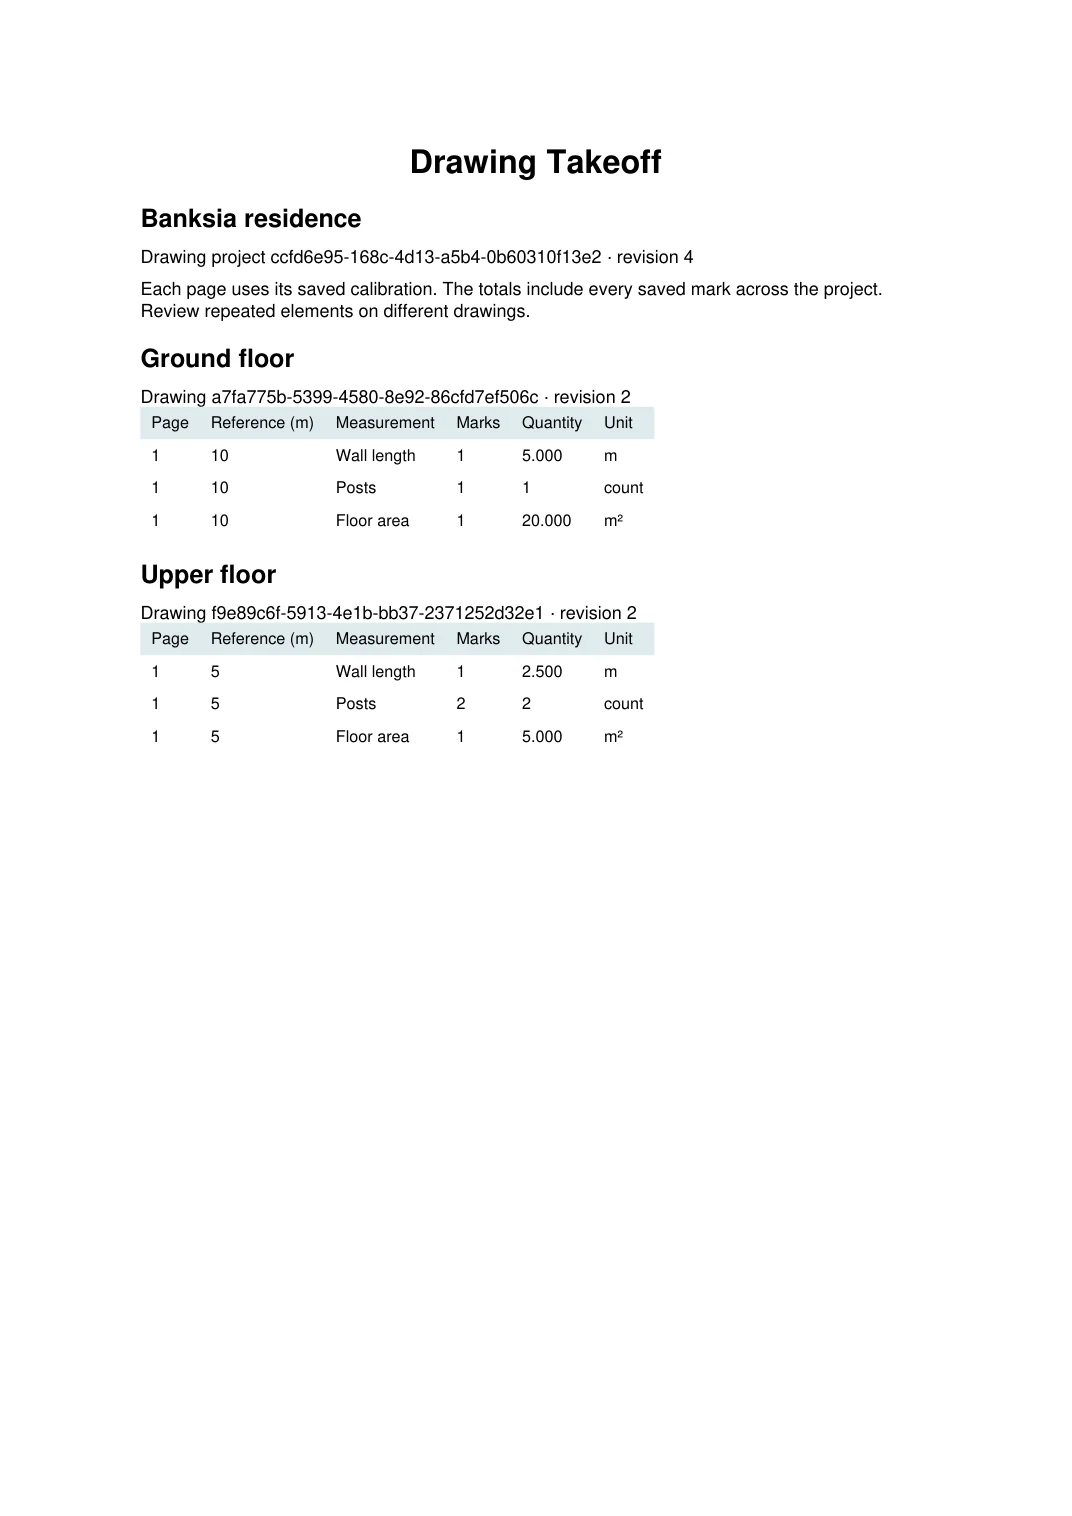 Drawing Takeoff
Banksia residence
Drawing project ccfd6e95-168c-4d13-a5b4-0b60310f13e2 · revision 4
Each page uses its saved calibration. The totals include every saved mark across the project.
Review repeated elements on different drawings.
Ground floor
Drawing a7fa775b-5399-4580-8e92-86cfd7ef506c · revision 2
Page Reference (m) Measurement Marks Quantity Unit
1 10 Wall length 1 5.000 m
1 10 Posts 1 1 count
1 10 Floor area 1 20.000 m²
Upper floor
Drawing f9e89c6f-5913-4e1b-bb37-2371252d32e1 · revision 2
Page Reference (m) Measurement Marks Quantity Unit
1 5 Wall length 1 2.500 m
1 5 Posts 2 2 count
1 5 Floor area 1 5.000 m²